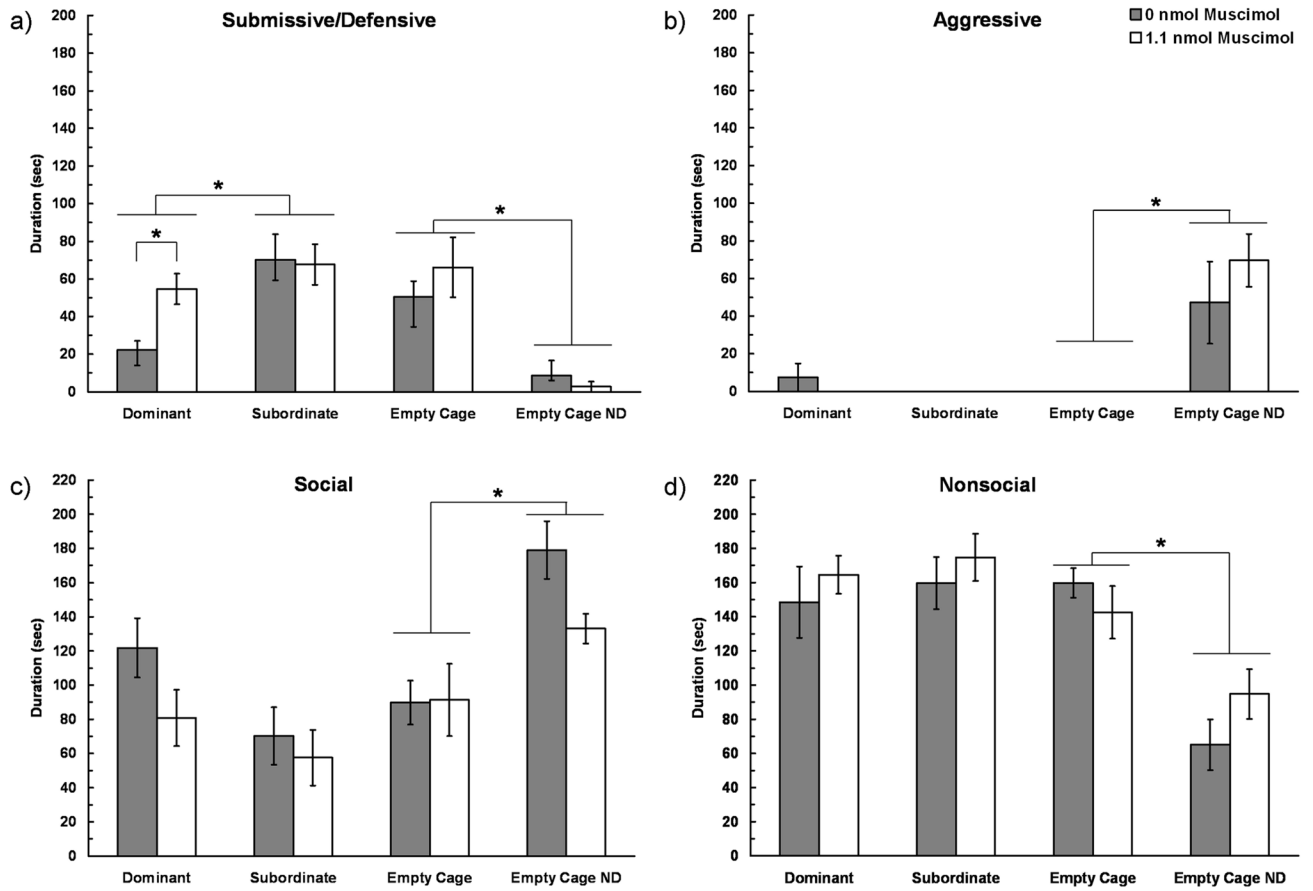 a)
Submissive/Defensive
200
180
160
140
120
100
80
60
40
20
0
Duration (sec)
*
*
*
Dominant Subordinate Empty Cage Empty Cage ND
b)
Aggressive
0 nmol Muscimol
1.1 nmol Muscimol
200
180
160
140
120
100
80
60
40
20
0
Duration (sec)
*
Dominant Subordinate Empty Cage Empty Cage ND
c)
Social
220
200
180
160
140
120
100
80
60
40
20
0
Duration (sec)
*
Dominant Subordinate Empty Cage Empty Cage ND
d)
Nonsocial
220
200
180
160
140
120
100
80
60
40
20
0
Duration (sec)
*
Dominant Subordinate Empty Cage Empty Cage ND